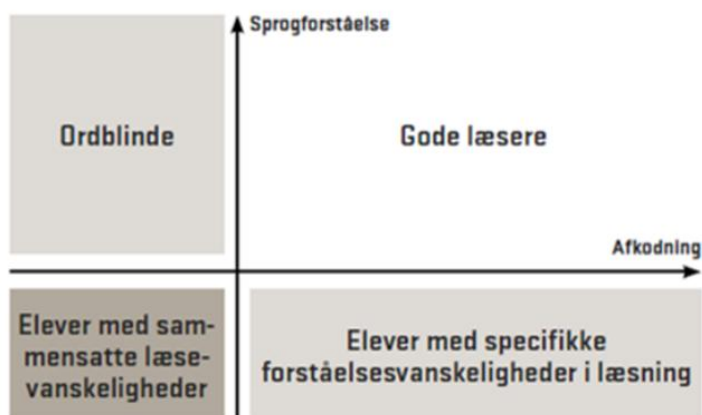 Sprogforståelse
Ordblinde
Gode læsere
Afkodning
Elever med sam-
mensatte læse-
vanskeligheder
Elever med specifikke
forståelsesvanskeligheder i læsning